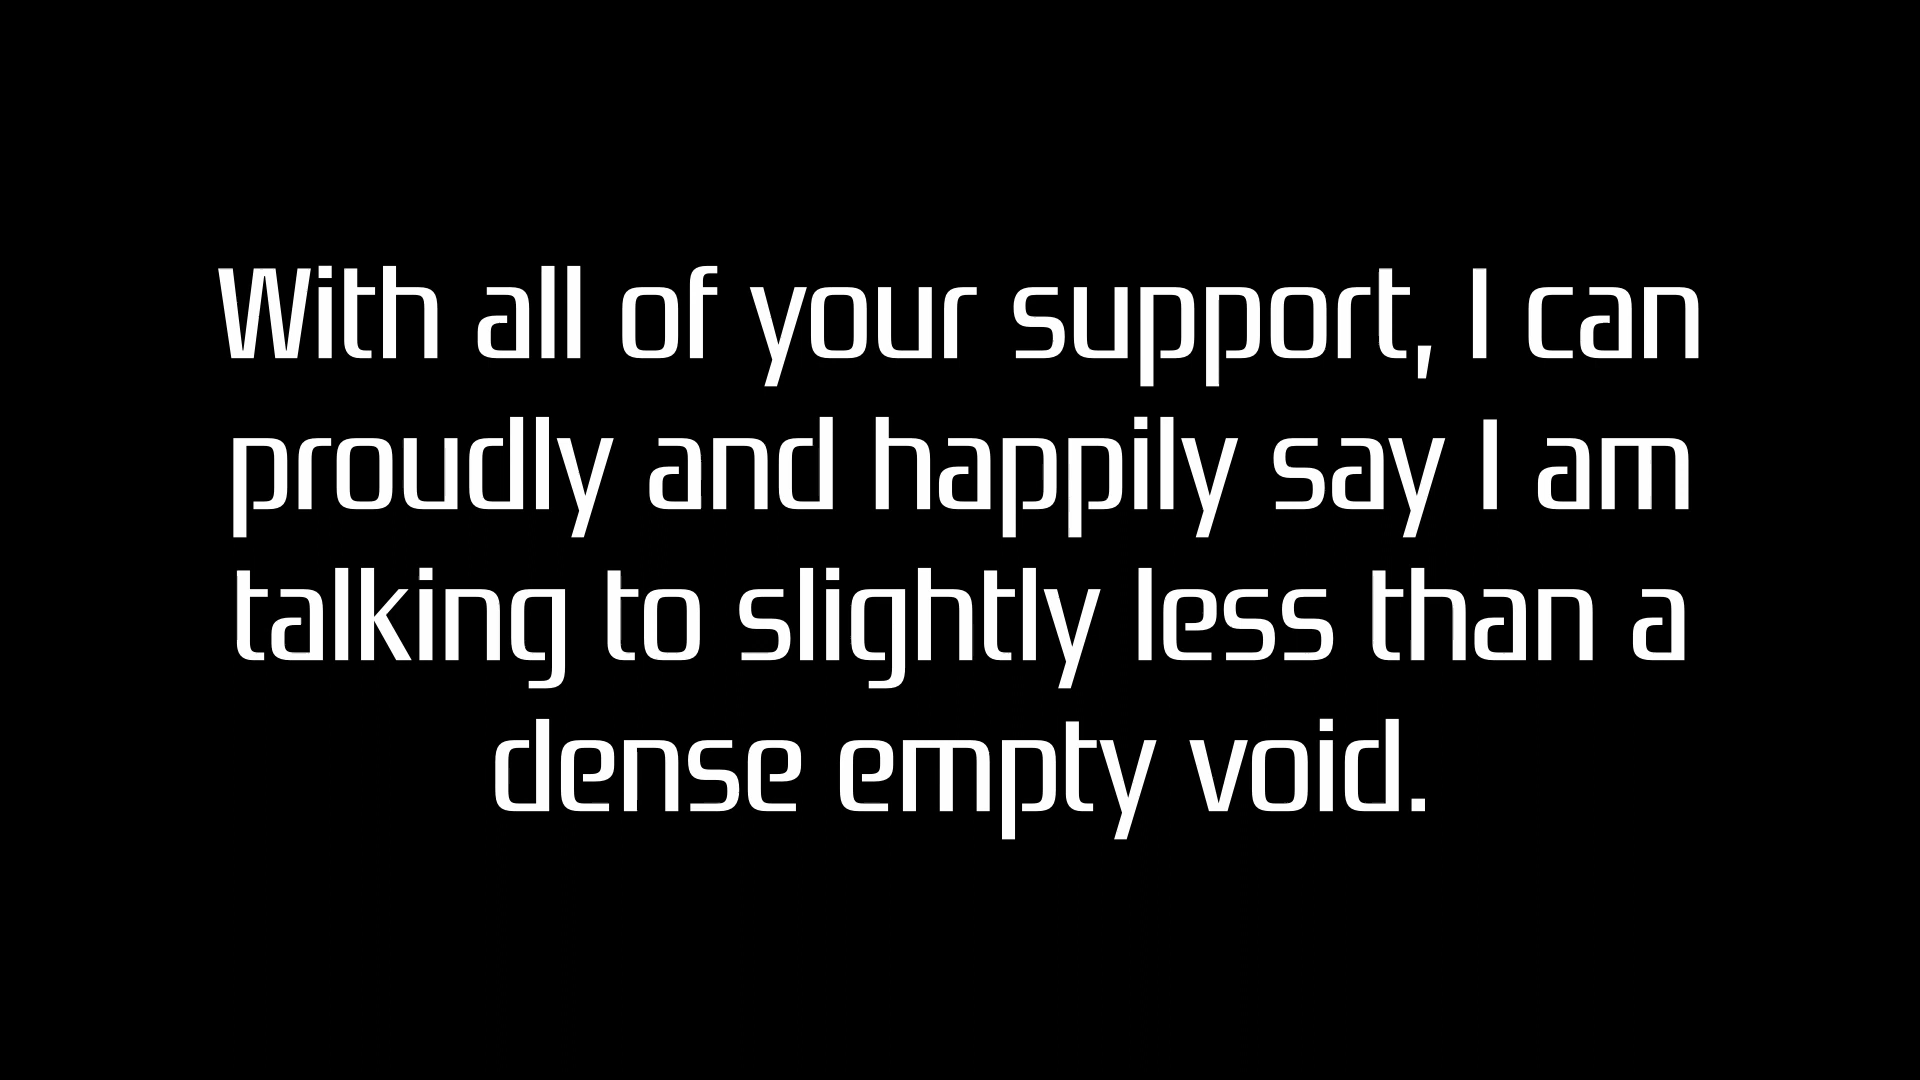 With all of your support, I can
proudly and happily say I am
talking to slightly less than a
dense empty void.